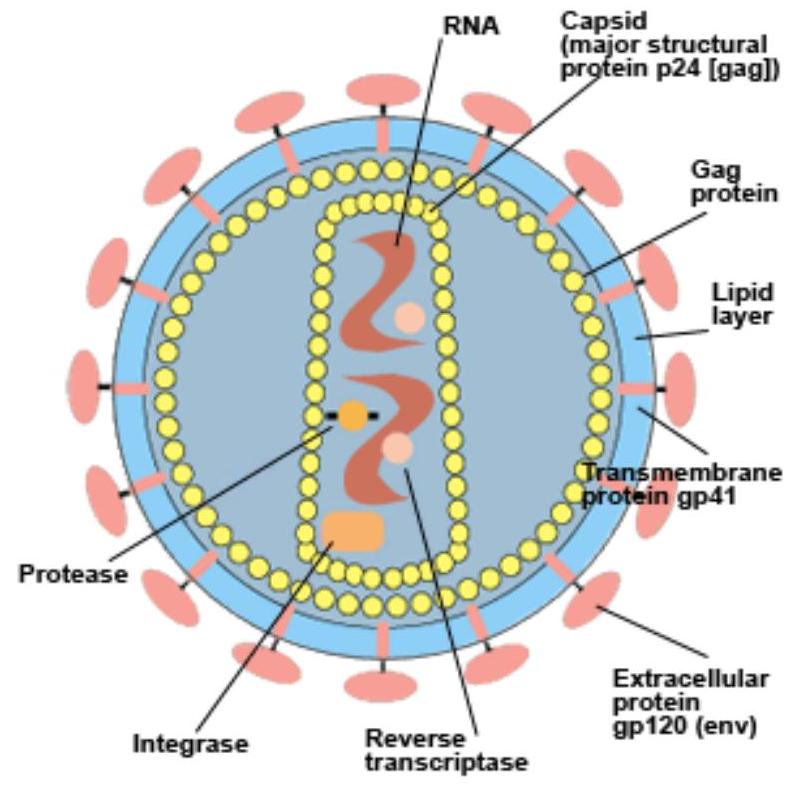 RNA
Capsid
(major structural
protein p24 [gag])
Gag
protein
Lipid
layer
Transmembrane
protein gp41
Protease
Extracellular
protein
gp120 (env)
Integrase
Reverse
transcriptase